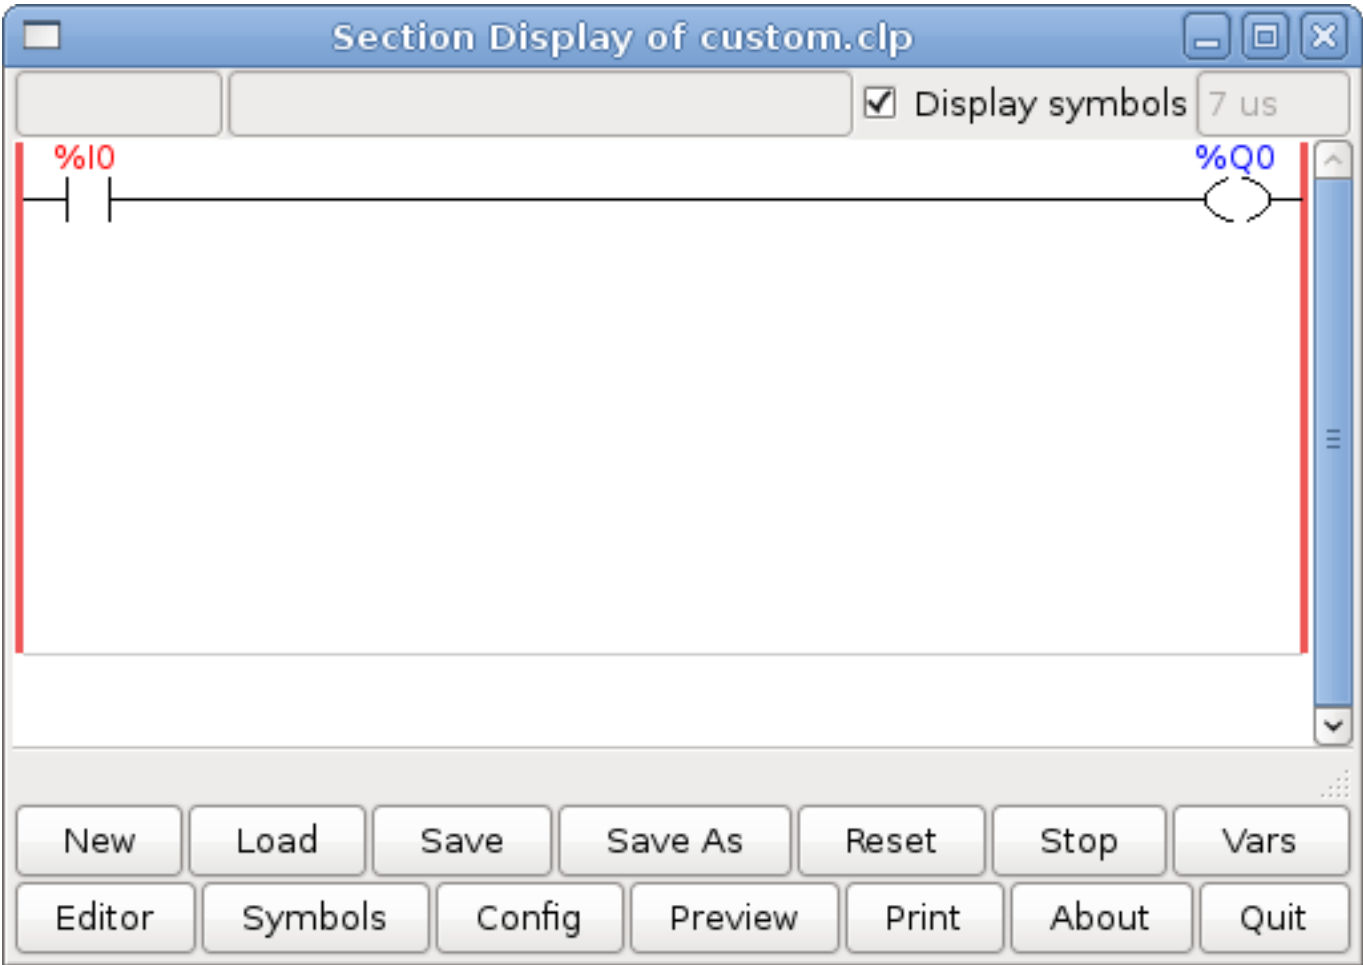 Section Display of custom.clp
Display symbols 7 us
%I0 %Q0
New Load Save Save As Reset Stop Vars
Editor Symbols Config Preview Print About Quit